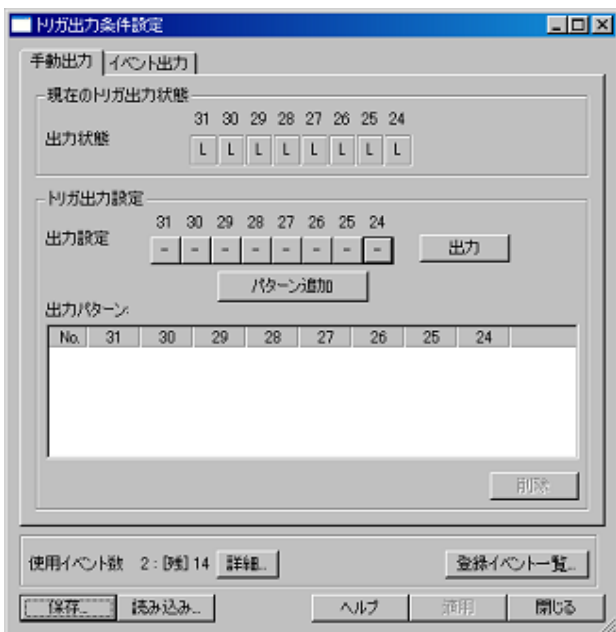 トリガ出力条件設定
手動出力 イベント出力
現在のトリガ出力状態
31 30 29 28 27 26 25 24
出力状態 L L L L L L L L
トリガ出力設定
31 30 29 28 27 26 25 24
出力設定 - - - - - - - - 出力
パターン追加
出力パターン:
No. 31 30 29 28 27 26 25 24
削除
使用イベント数 2 : [残] 14 詳細... 登録イベント一覧...
保存... 読み込み... ヘルプ 適用 閉じる